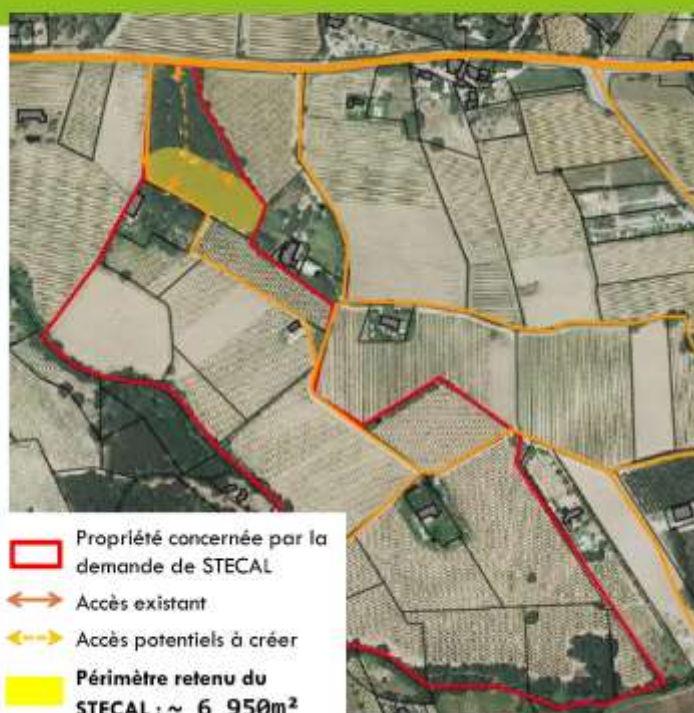 Propriété concernée par la
demande de STECAL
Accès existant
Accès potentiels à créer
Périmètre retenu du
STECAL : ~ 6 950m²